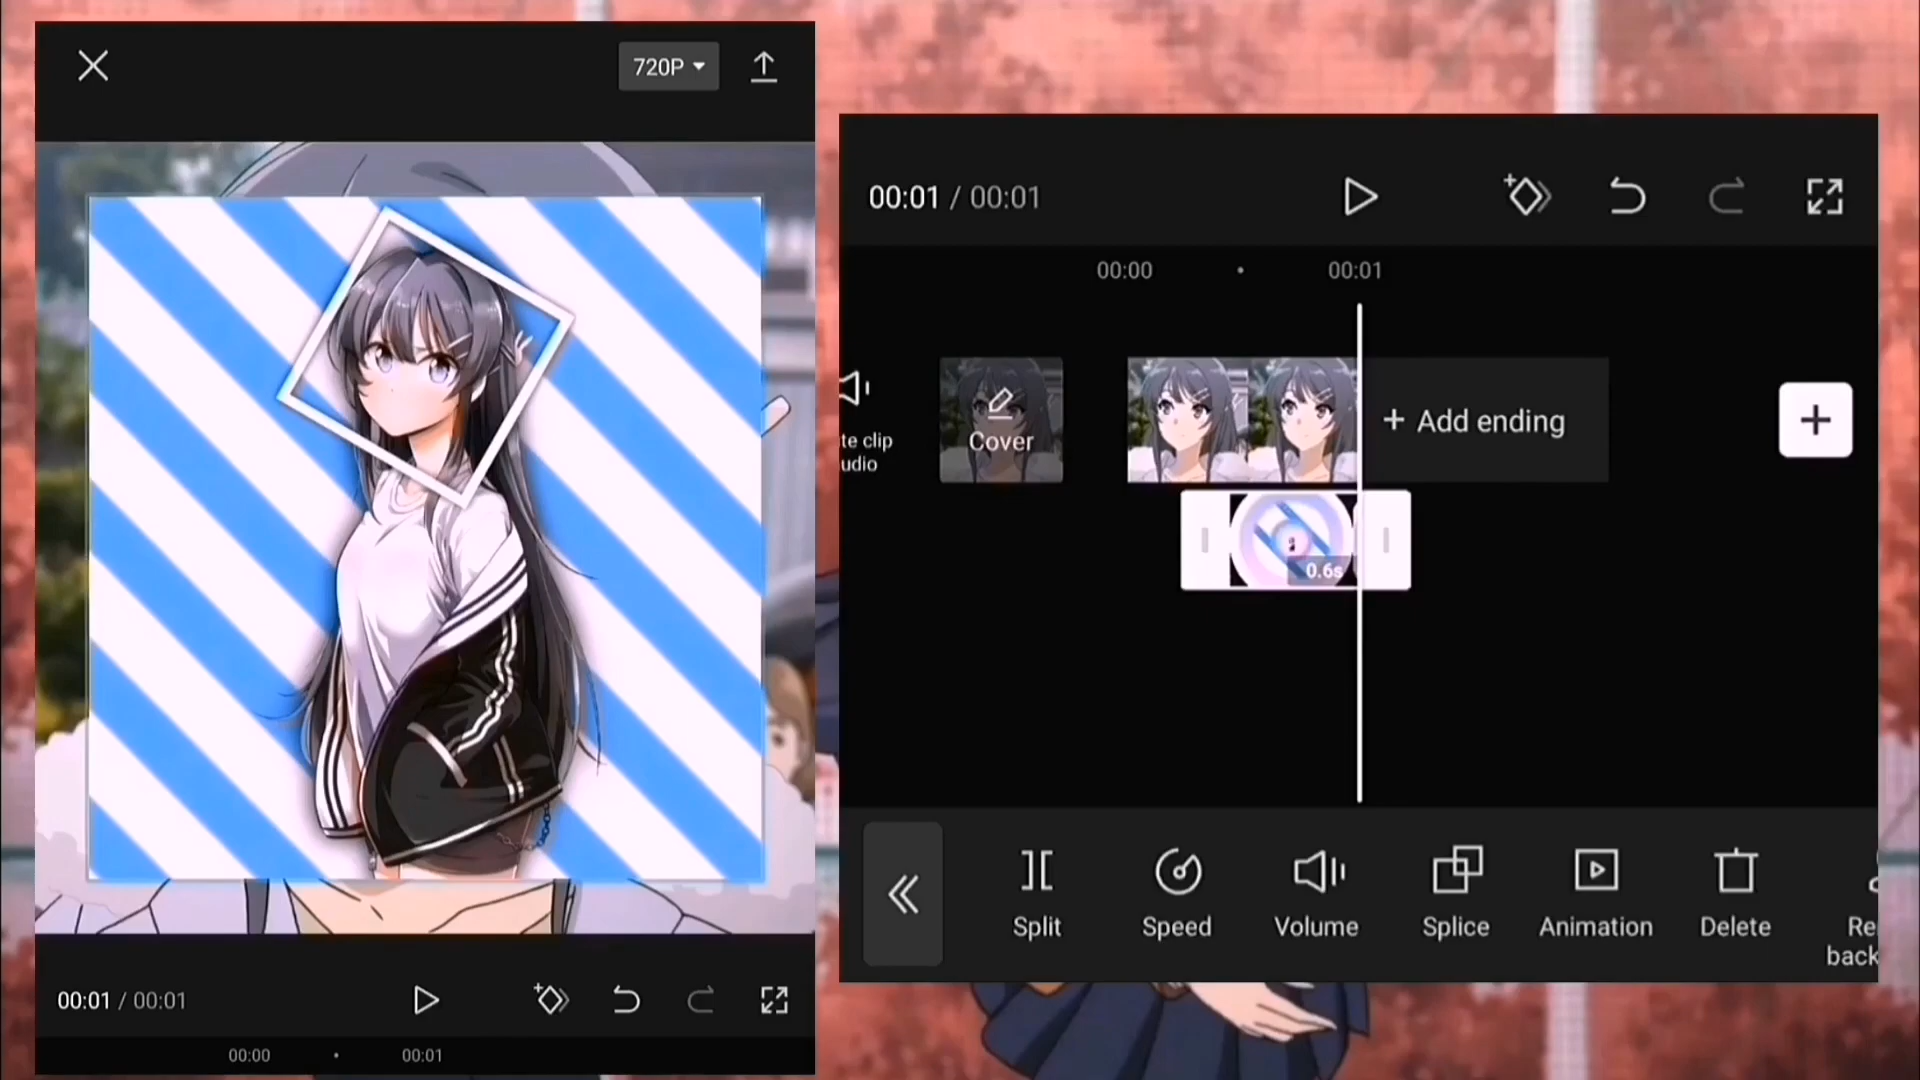 720P
00:01 / 00:01
00:00
00:01
00:01 / 00:01
00:00
00:01
te clip
udio
Cover
+ Add ending
0.6s
Split
Speed
Volume
Splice
Animation
Delete
Re
back